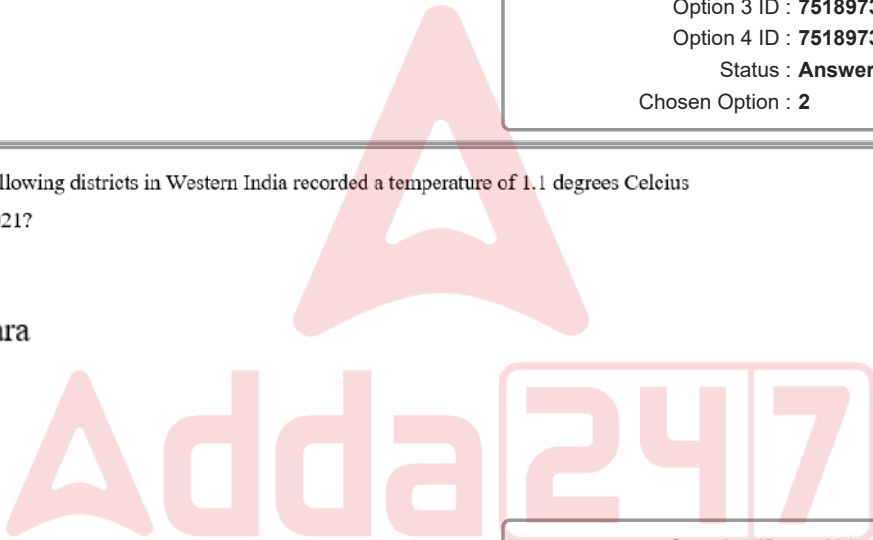 Option 3 ID : 7518973
Option 4 ID : 7518973
Status : Answer
Chosen Option : 2
llowing districts in Western India recorded a temperature of 1.1 degrees Celcius
21?
ara
Adda247